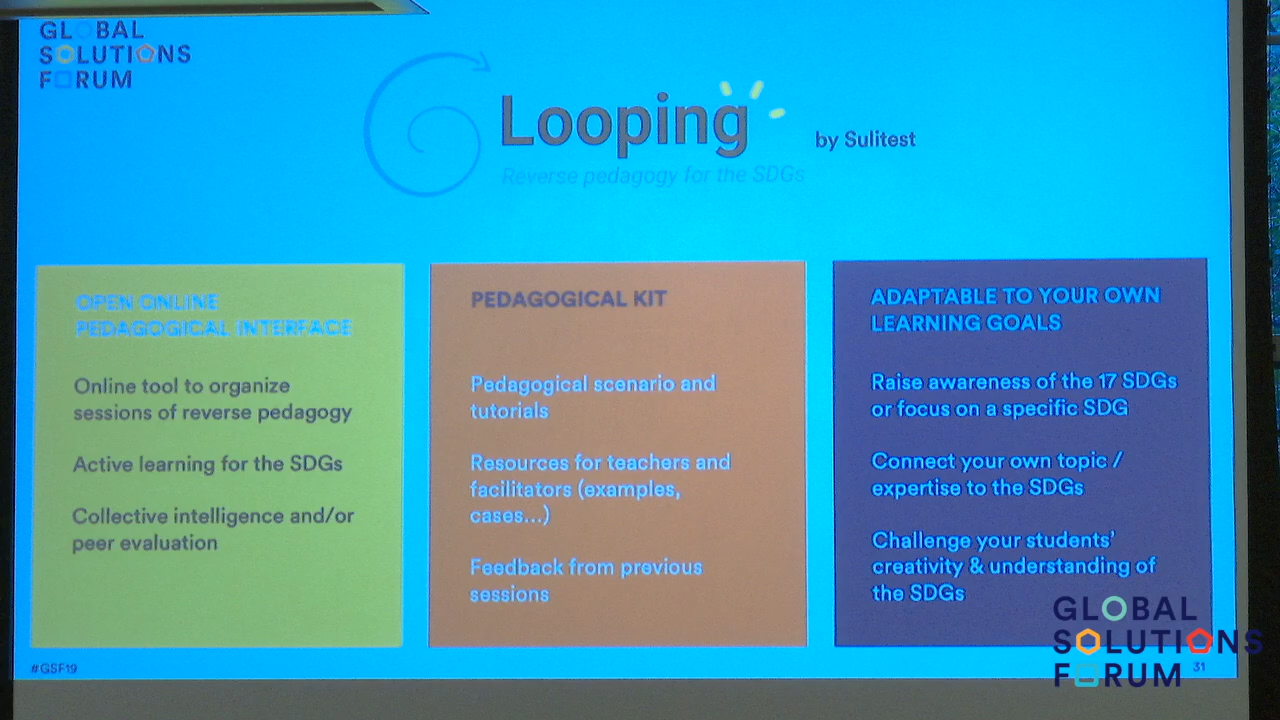 GLOBAL
SOLUTIONS
FORUM
Looping
by Sulitest
Reverse pedagogy for the SDGs
OPEN ONLINE
PEDAGOGICAL INTERFACE
Online tool to organize
sessions of reverse pedagogy
Active learning for the SDGs
Collective intelligence and/or
peer evaluation
PEDAGOGICAL KIT
Pedagogical scenario and
tutorials
Resources for teachers and
facilitators (examples,
cases...)
Feedback from previous
sessions
ADAPTABLE TO YOUR OWN
LEARNING GOALS
Raise awareness of the 17 SDGs
or focus on a specific SDG
Connect your own topic /
expertise to the SDGs
Challenge your students'
creativity & understanding of
the SDGs
#GSF19
31
GLOBAL
SOLUTIONS
FORUM